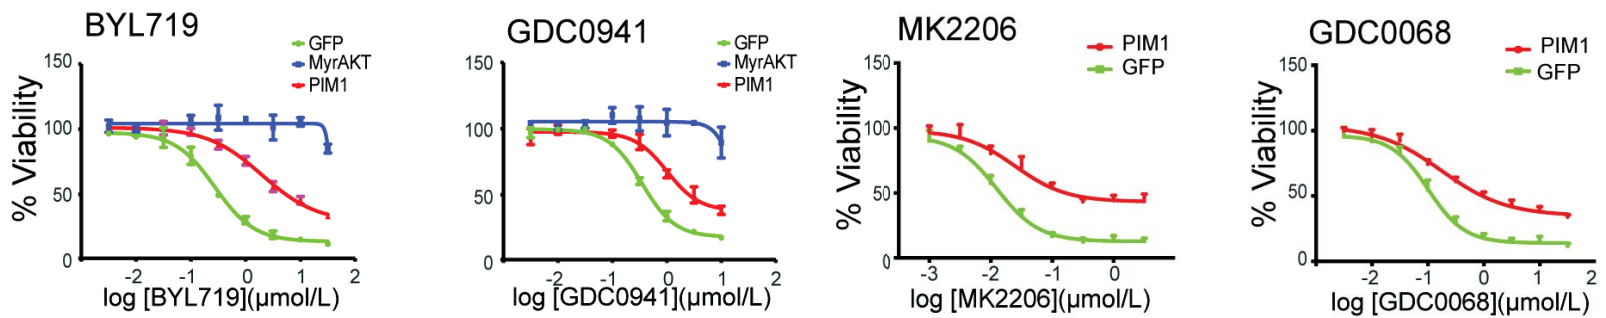 BYL719
GFP
MyrAKT
PIM1
% Viability
150
100
50
0
-2
-1
0
1
2
log [BYL719](µmol/L)
GDC0941
GFP
MyrAKT
PIM1
150
100
50
0
-2
-1
0
1
2
log [GDC0941](µmol/L)
MK2206
PIM1
GFP
% Viability
150
100
50
0
-3
-2
-1
0
log [MK2206](µmol/L)
GDC0068
PIM1
GFP
% Viability
150
100
50
0
-2
-1
0
1
2
log [GDC0068](µmol/L)